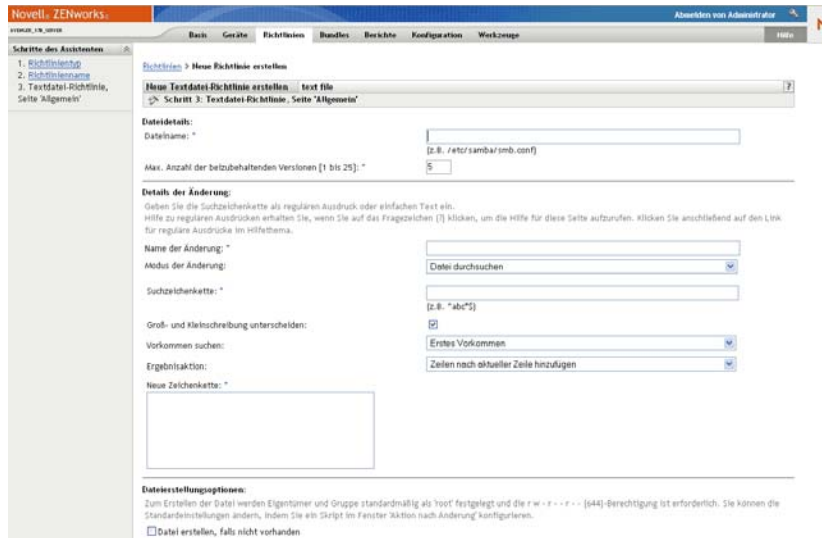 Novell® ZENworks®
Abmelden von Administrator
Basis Geräte Richtlinien Bundles Berichte Konfiguration Werkzeuge
Hilfe
Schritte des Assistenten
1. Richtlinientyp
2. Richtlinienname
3. Textdatei-Richtlinie, Seite 'Allgemein'
Richtlinien > Neue Richtlinie erstellen
Neue Textdatei-Richtlinie erstellen text file
?
Schritt 3: Textdatei-Richtlinie, Seite 'Allgemein'
Dateidetails:
Dateiname: *
(z.B. /etc/samba/smb.conf)
Max. Anzahl der beizubehaltenden Versionen [1 bis 25]: *
5
Details der Änderung:
Geben Sie die Suchzeichenkette als regulären Ausdruck oder einfachen Text ein.
Hilfe zu regulären Ausdrücken erhalten Sie, wenn Sie auf das Fragezeichen (?) klicken, um die Hilfe für diese Seite aufzurufen. Klicken Sie anschließend auf den Link
für reguläre Ausdrücke im Hilfethema.
Name der Änderung: *
Modus der Änderung:
Datei durchsuchen
Suchzeichenkette: *
(z.B. ^abc*$)
Groß- und Kleinschreibung unterscheiden:
Vorkommen suchen:
Erstes Vorkommen
Ergebnisaktion:
Zeilen nach aktueller Zeile hinzufügen
Neue Zeichenkette: *
Dateierstellungsoptionen:
Zum Erstellen der Datei werden Eigentümer und Gruppe standardmäßig als 'root' festgelegt und die r w - r - - r - - (644)-Berechtigung ist erforderlich. Sie können die
Standardeinstellungen ändern, indem Sie ein Skript im Fenster 'Aktion nach Änderung' konfigurieren.
Datei erstellen, falls nicht vorhanden